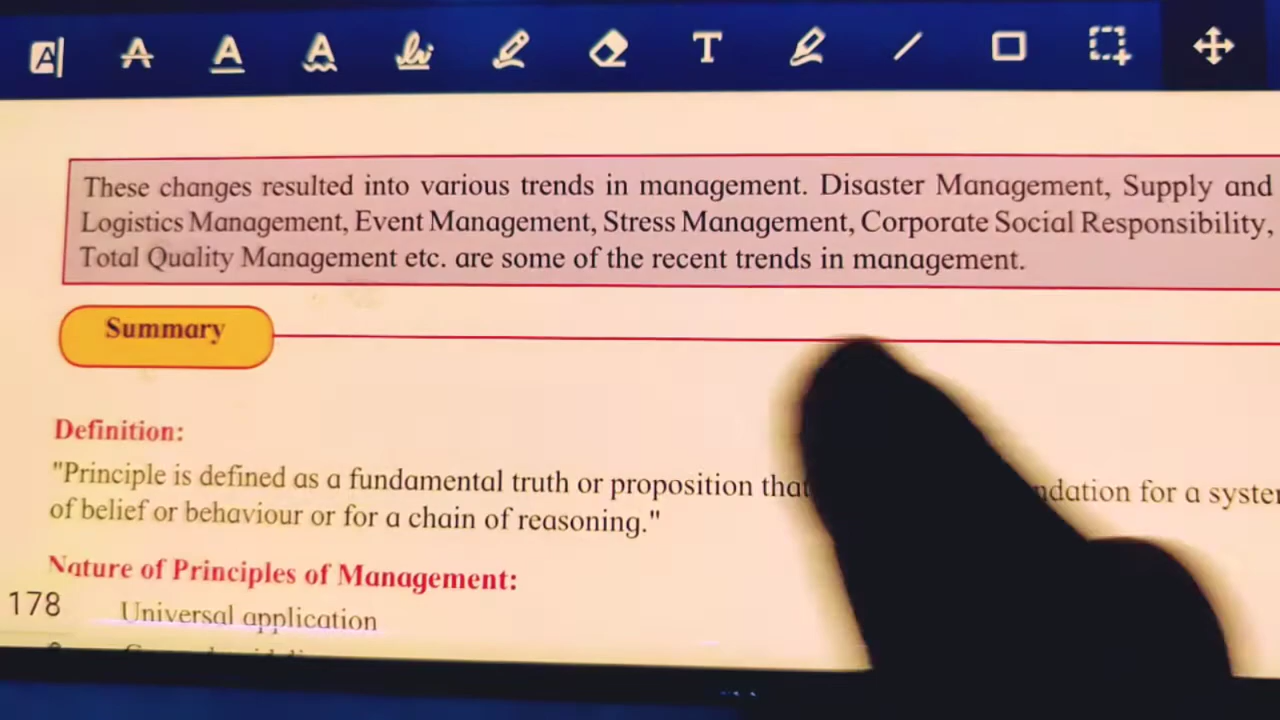 These changes resulted into various trends in management. Disaster Management, Supply and
Logistics Management, Event Management, Stress Management, Corporate Social Responsibility,
Total Quality Management etc. are some of the recent trends in management.
Summary
Definition:
"Principle is defined as a fundamental truth or proposition that ndation for a system
of belief or behaviour or for a chain of reasoning."
Nature of Principles of Management:
178
Universal application